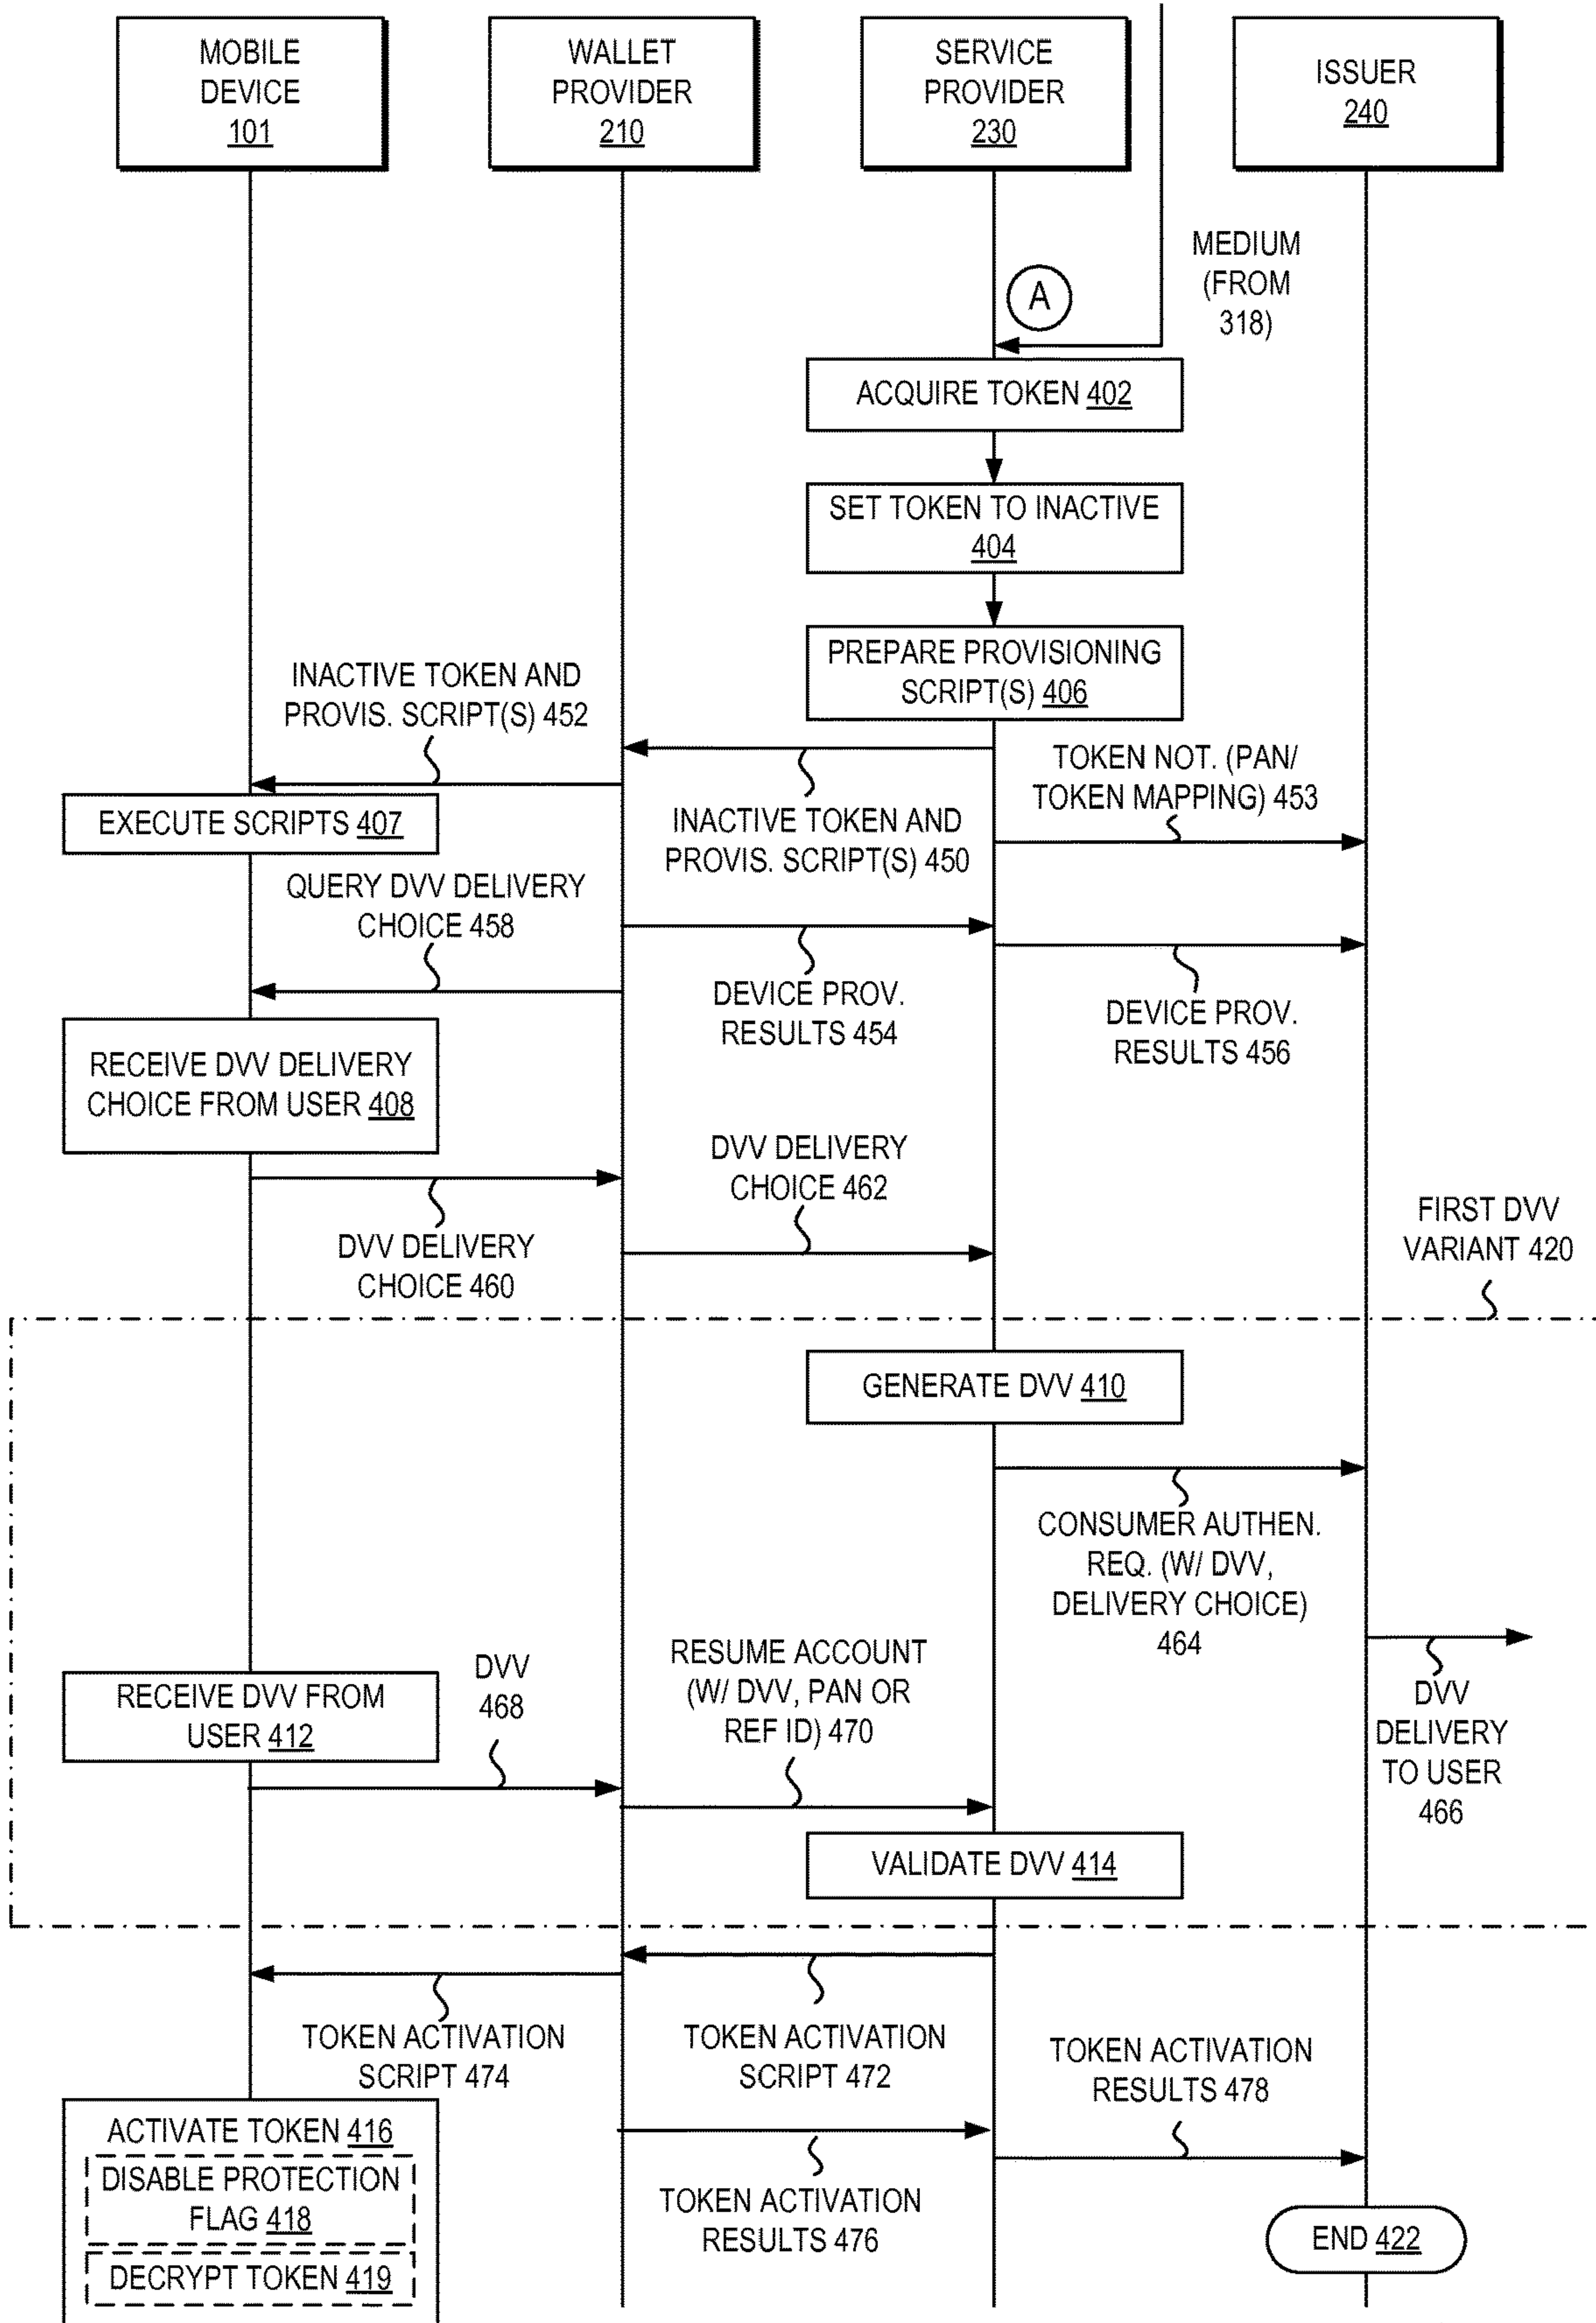 MOBILE
DEVICE
101
WALLET
PROVIDER
210
SERVICE
PROVIDER
230
ISSUER
240
MEDIUM
(FROM
318)
A
ACQUIRE TOKEN 402
SET TOKEN TO INACTIVE
404
PREPARE PROVISIONING
SCRIPT(S) 406
INACTIVE TOKEN AND
PROVIS. SCRIPT(S) 452
TOKEN NOT. (PAN/
TOKEN MAPPING) 453
EXECUTE SCRIPTS 407
INACTIVE TOKEN AND
PROVIS. SCRIPT(S) 450
QUERY DVV DELIVERY
CHOICE 458
DEVICE PROV.
RESULTS 454
DEVICE PROV.
RESULTS 456
RECEIVE DVV DELIVERY
CHOICE FROM USER 408
DVV DELIVERY
CHOICE 462
DVV DELIVERY
CHOICE 460
FIRST DVV
VARIANT 420
GENERATE DVV 410
CONSUMER AUTHEN.
REQ. (W/ DVV,
DELIVERY CHOICE)
464
RECEIVE DVV FROM
USER 412
DVV
468
RESUME ACCOUNT
(W/ DVV, PAN OR
REF ID) 470
DVV
DELIVERY
TO USER
466
VALIDATE DVV 414
TOKEN ACTIVATION
SCRIPT 474
TOKEN ACTIVATION
SCRIPT 472
TOKEN ACTIVATION
RESULTS 478
ACTIVATE TOKEN 416
DISABLE PROTECTION
FLAG 418
DECRYPT TOKEN 419
TOKEN ACTIVATION
RESULTS 476
END 422